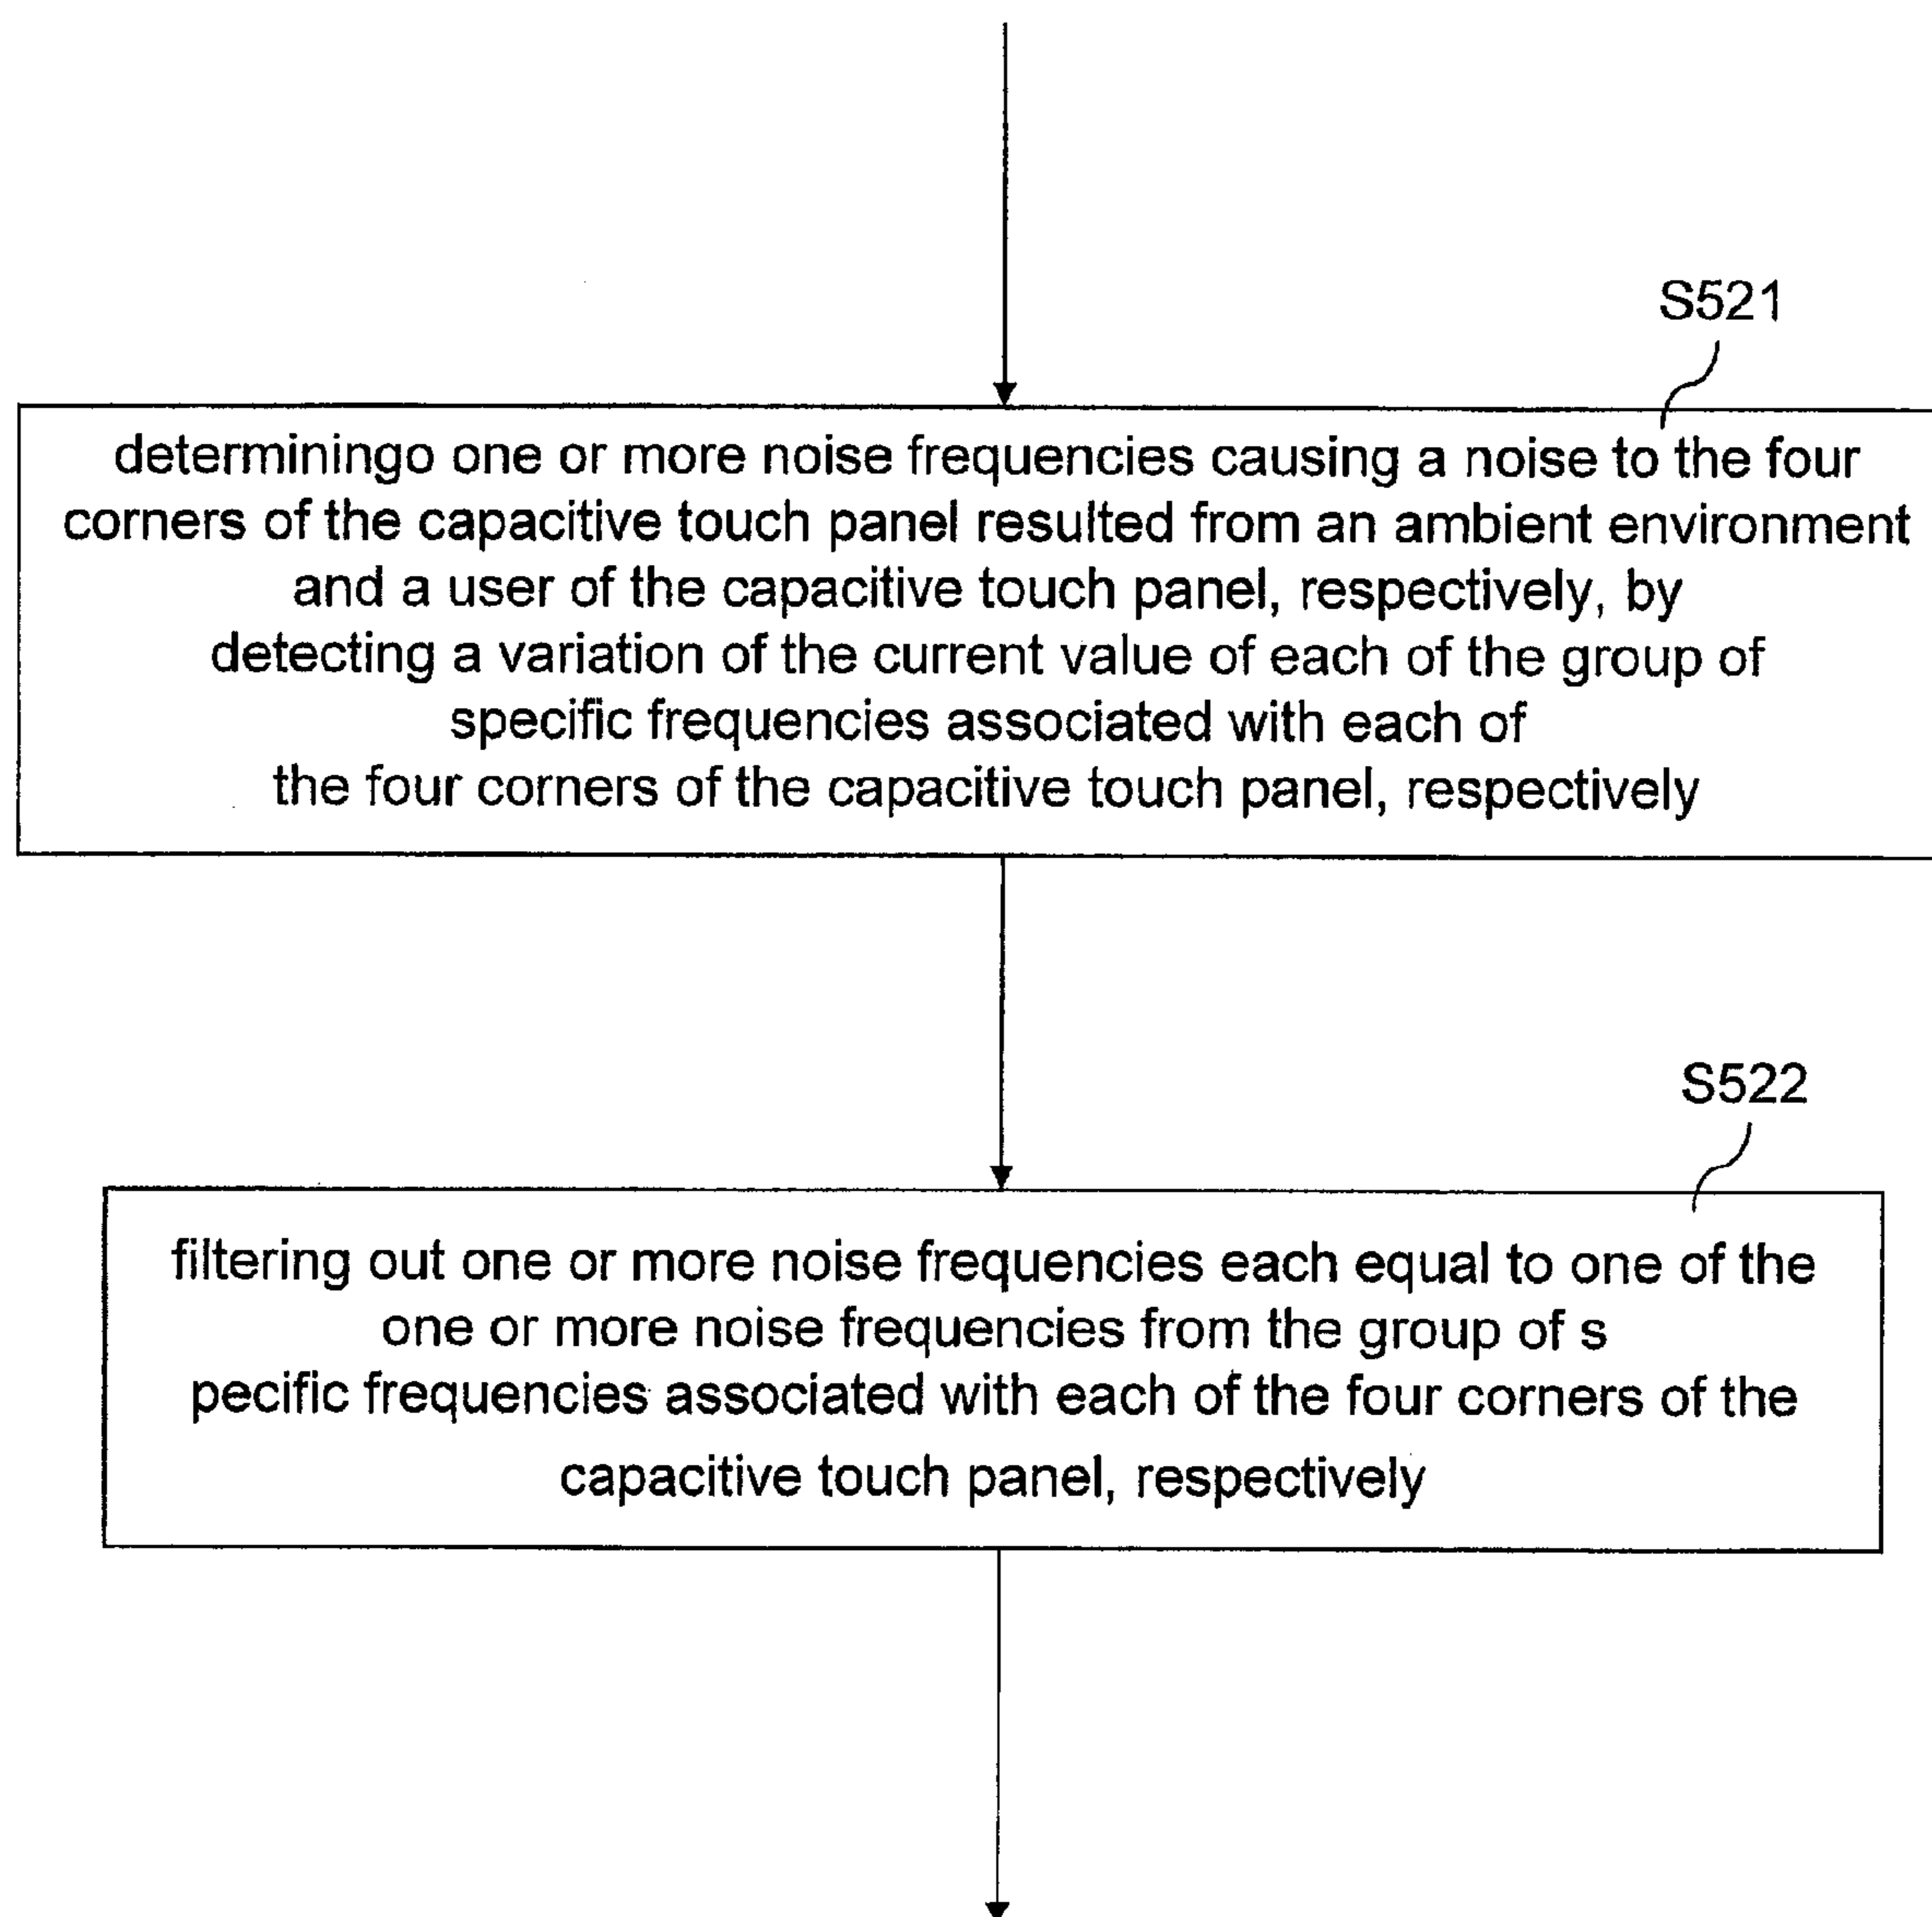 S521
determiningo one or more noise frequencies causing a noise to the four
corners of the capacitive touch panel resulted from an ambient environment
and a user of the capacitive touch panel, respectively, by
detecting a variation of the current value of each of the group of
specific frequencies associated with each of
the four corners of the capacitive touch panel, respectively
S522
filtering out one or more noise frequencies each equal to one of the
one or more noise frequencies from the group of s
pecific frequencies associated with each of the four corners of the
capacitive touch panel, respectively